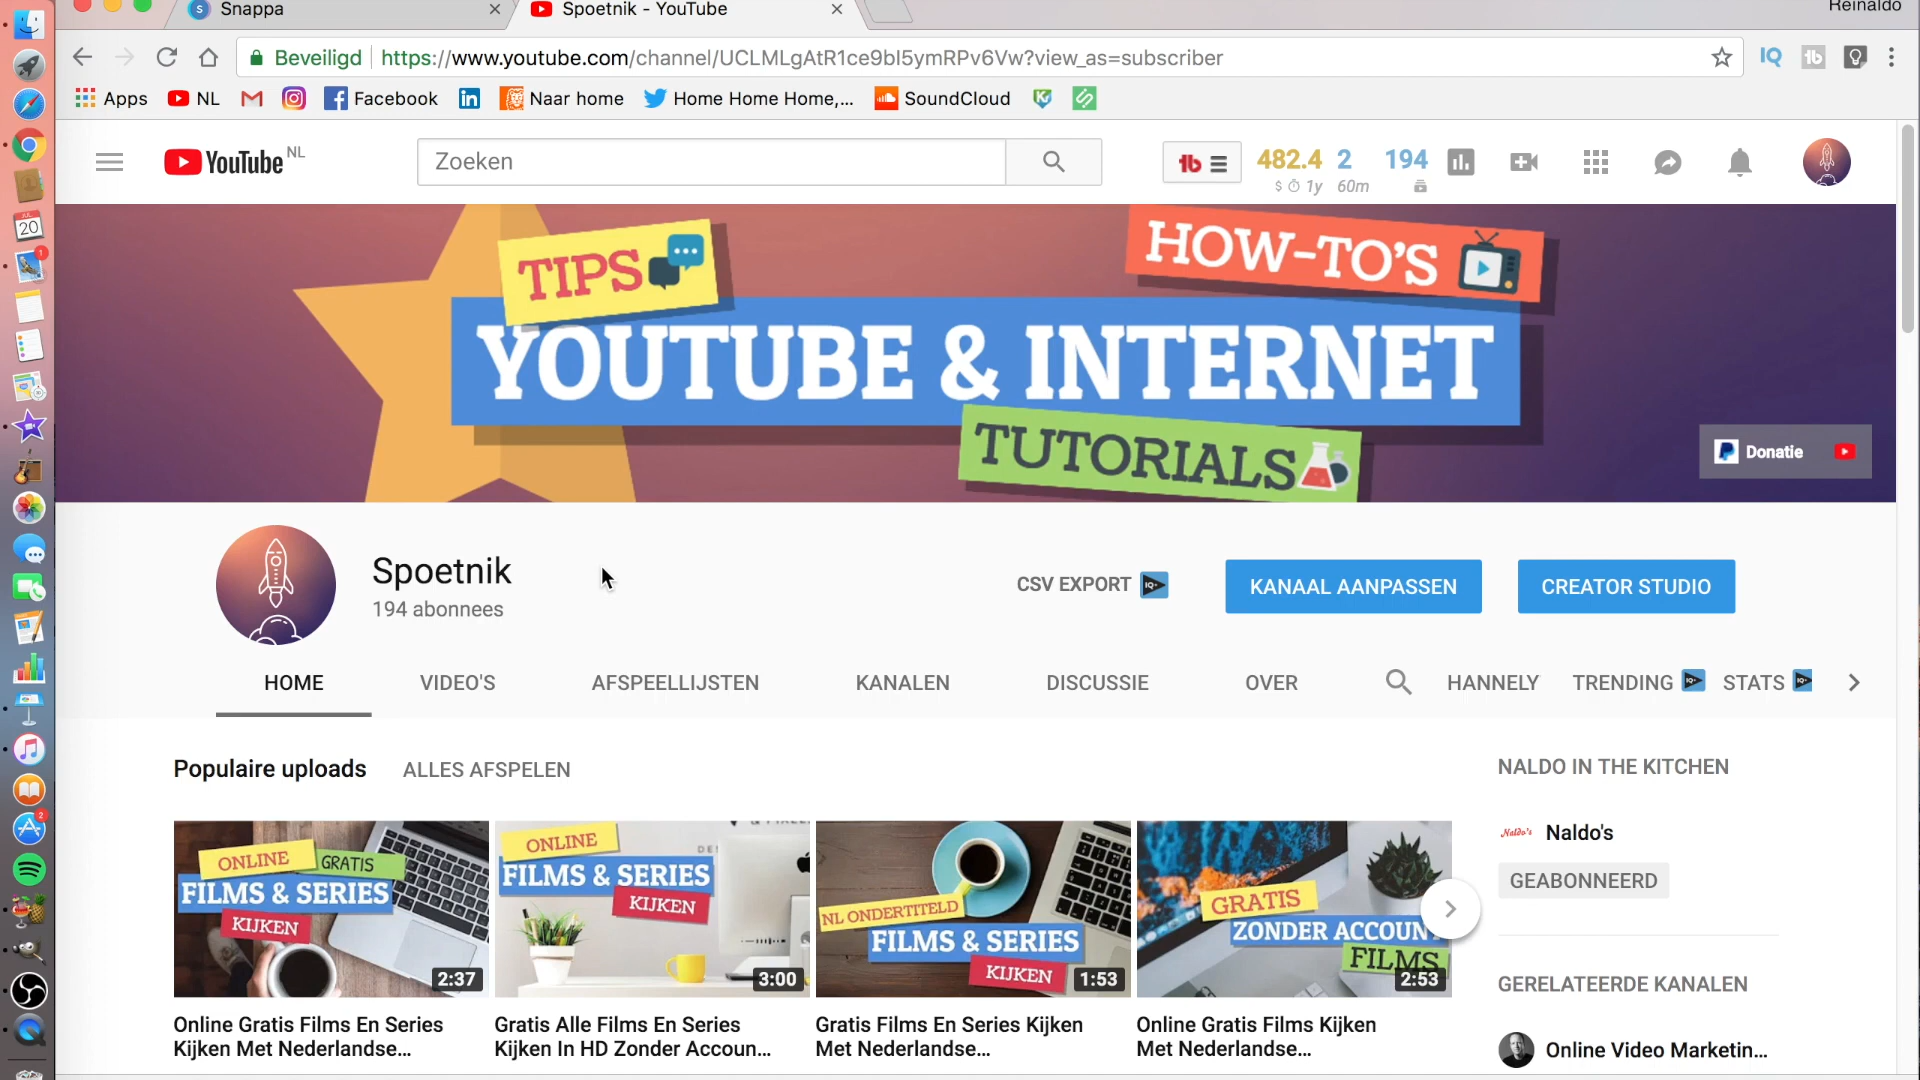 Reinaldo
Snappa
Spoetnik - YouTube
Beveiligd
https://www.youtube.com/channel/UCLMLgAtR1ce9bI5ymRPv6Vw?view_as=subscriber
IQ
Apps
NL
Facebook
in
Naar home
Home Home Home,...
SoundCloud
YouTube NL
Zoeken
482.4 2 194
$ 1y 60m
JUL
20
TIPS
HOW-TO'S
YOUTUBE & INTERNET
TUTORIALS
Donatie
Spoetnik
194 abonnees
CSV EXPORT
KANAAL AANPASSEN
CREATOR STUDIO
HOME
VIDEO'S
AFSPEELLIJSTEN
KANALEN
DISCUSSIE
OVER
HANNELY
TRENDING
STATS
Populaire uploads
ALLES AFSPELEN
ONLINE GRATIS
FILMS & SERIES
KIJKEN
2:37
ONLINE
FILMS & SERIES
KIJKEN
3:00
NL ONDERTITELD
FILMS & SERIES
KIJKEN
1:53
GRATIS
ZONDER ACCOUNT
FILMS
2:53
Online Gratis Films En Series
Kijken Met Nederlandse...
Gratis Alle Films En Series
Kijken In HD Zonder Accoun...
Gratis Films En Series Kijken
Met Nederlandse...
Online Gratis Films Kijken
Met Nederlandse...
NALDO IN THE KITCHEN
Naldo's
Naldo's
GEABONNEERD
GERELATEERDE KANALEN
Online Video Marketin...